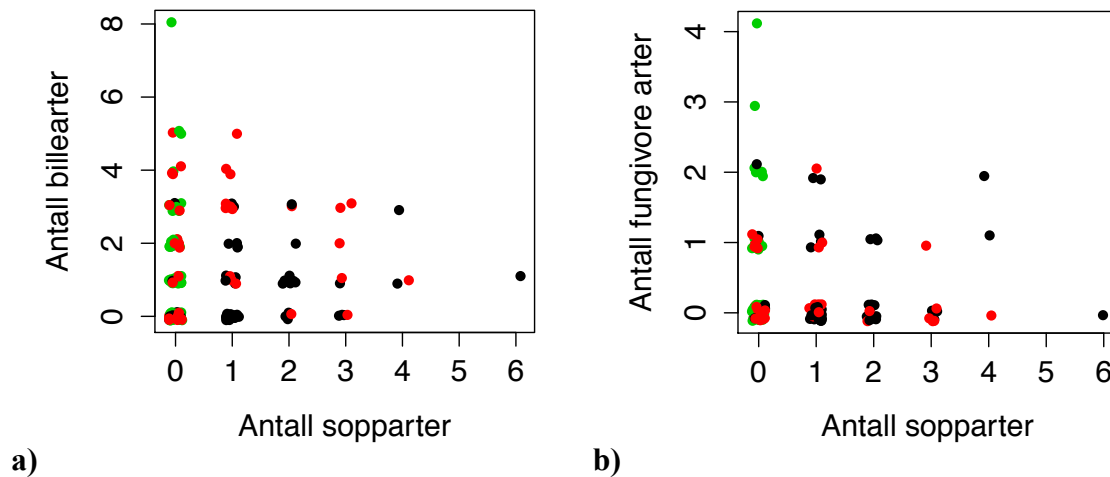 Antall billearter
8
6
4
2
0
0 1 2 3 4 5 6
Antall sopparter
a)
Antall fungivore arter
4
3
2
1
0
0 1 2 3 4 5 6
Antall sopparter
b)